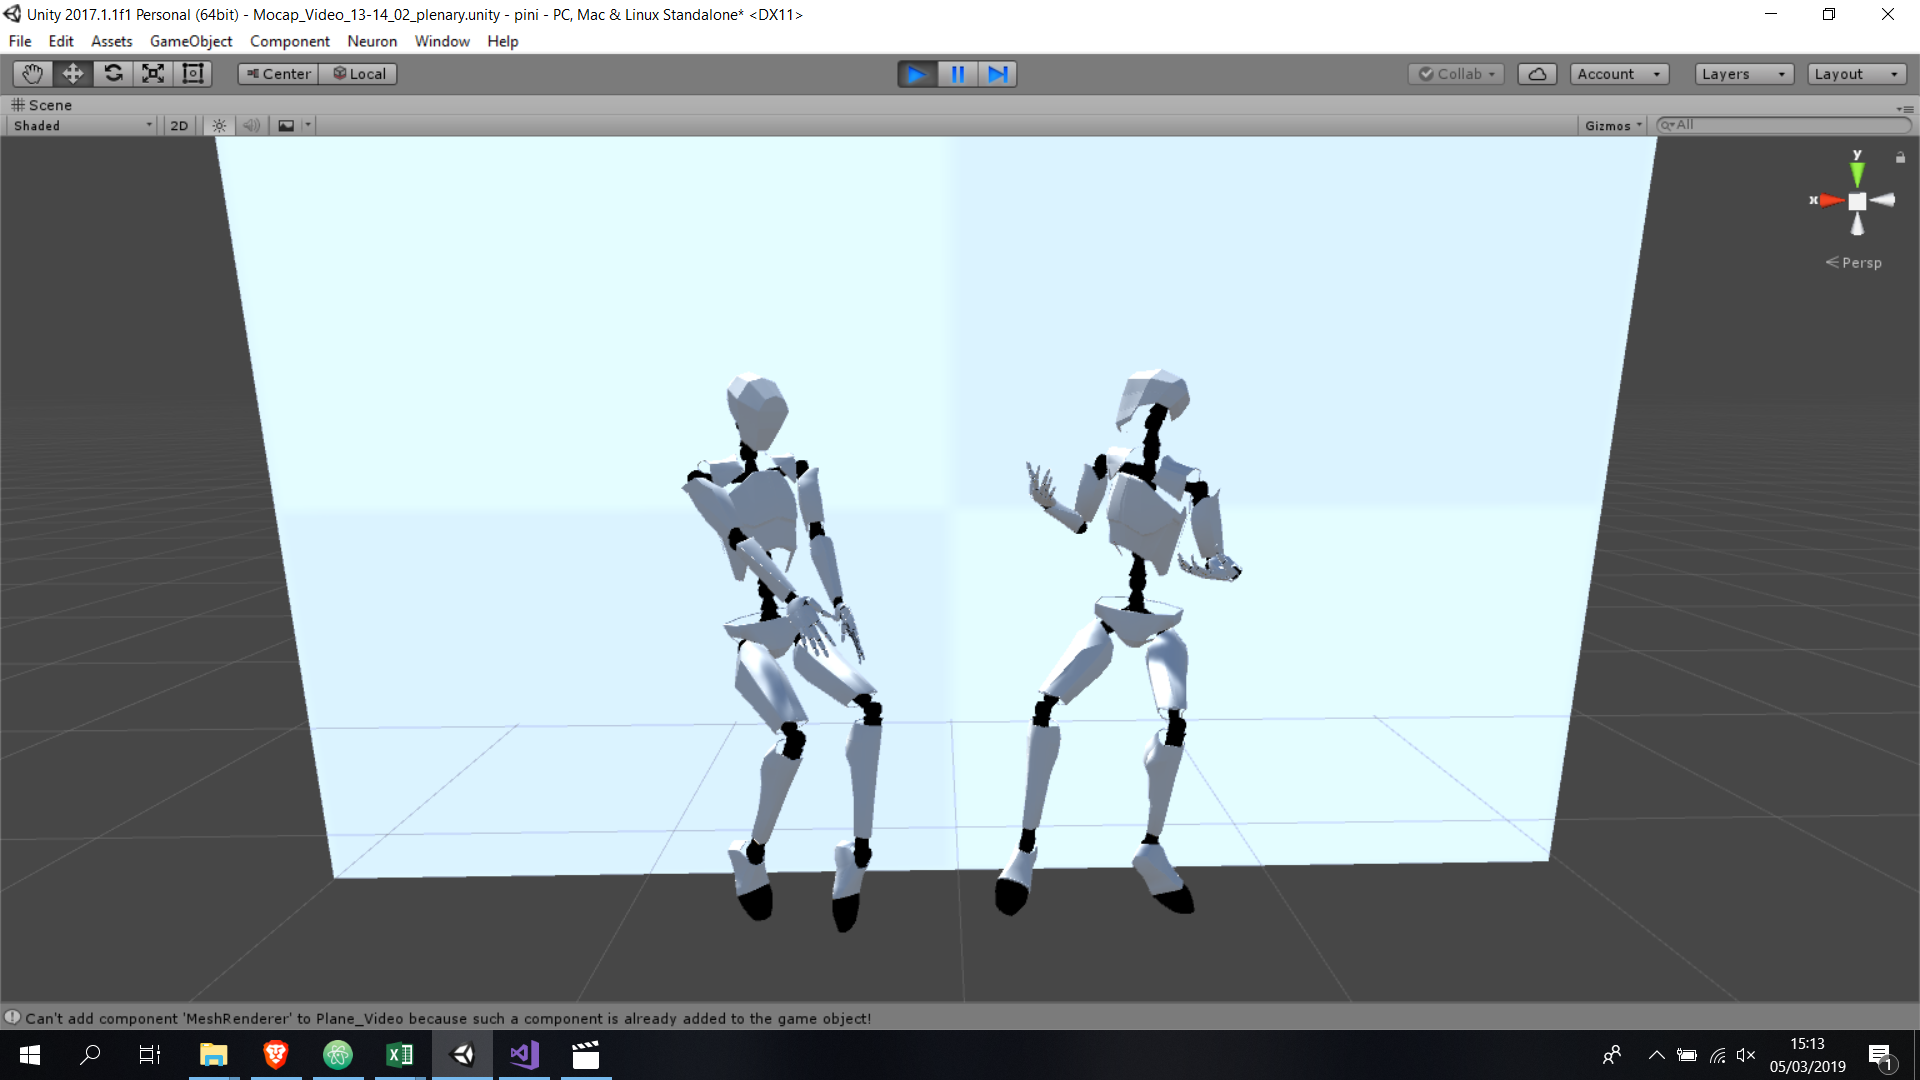 Unity 2017.1.1f1 Personal (64bit) - Mocap_Video_13-14_02_plenary.unity - pini - PC, Mac & Linux Standalone* <DX11>
File Edit Assets GameObject Component Neuron Window Help
Center Local Collab Account Layers Layout
Scene
Shaded 2D Gizmos All
y
x
Persp
Can't add component 'MeshRenderer' to Plane_Video because such a component is already added to the game object!
15:13
05/03/2019
1